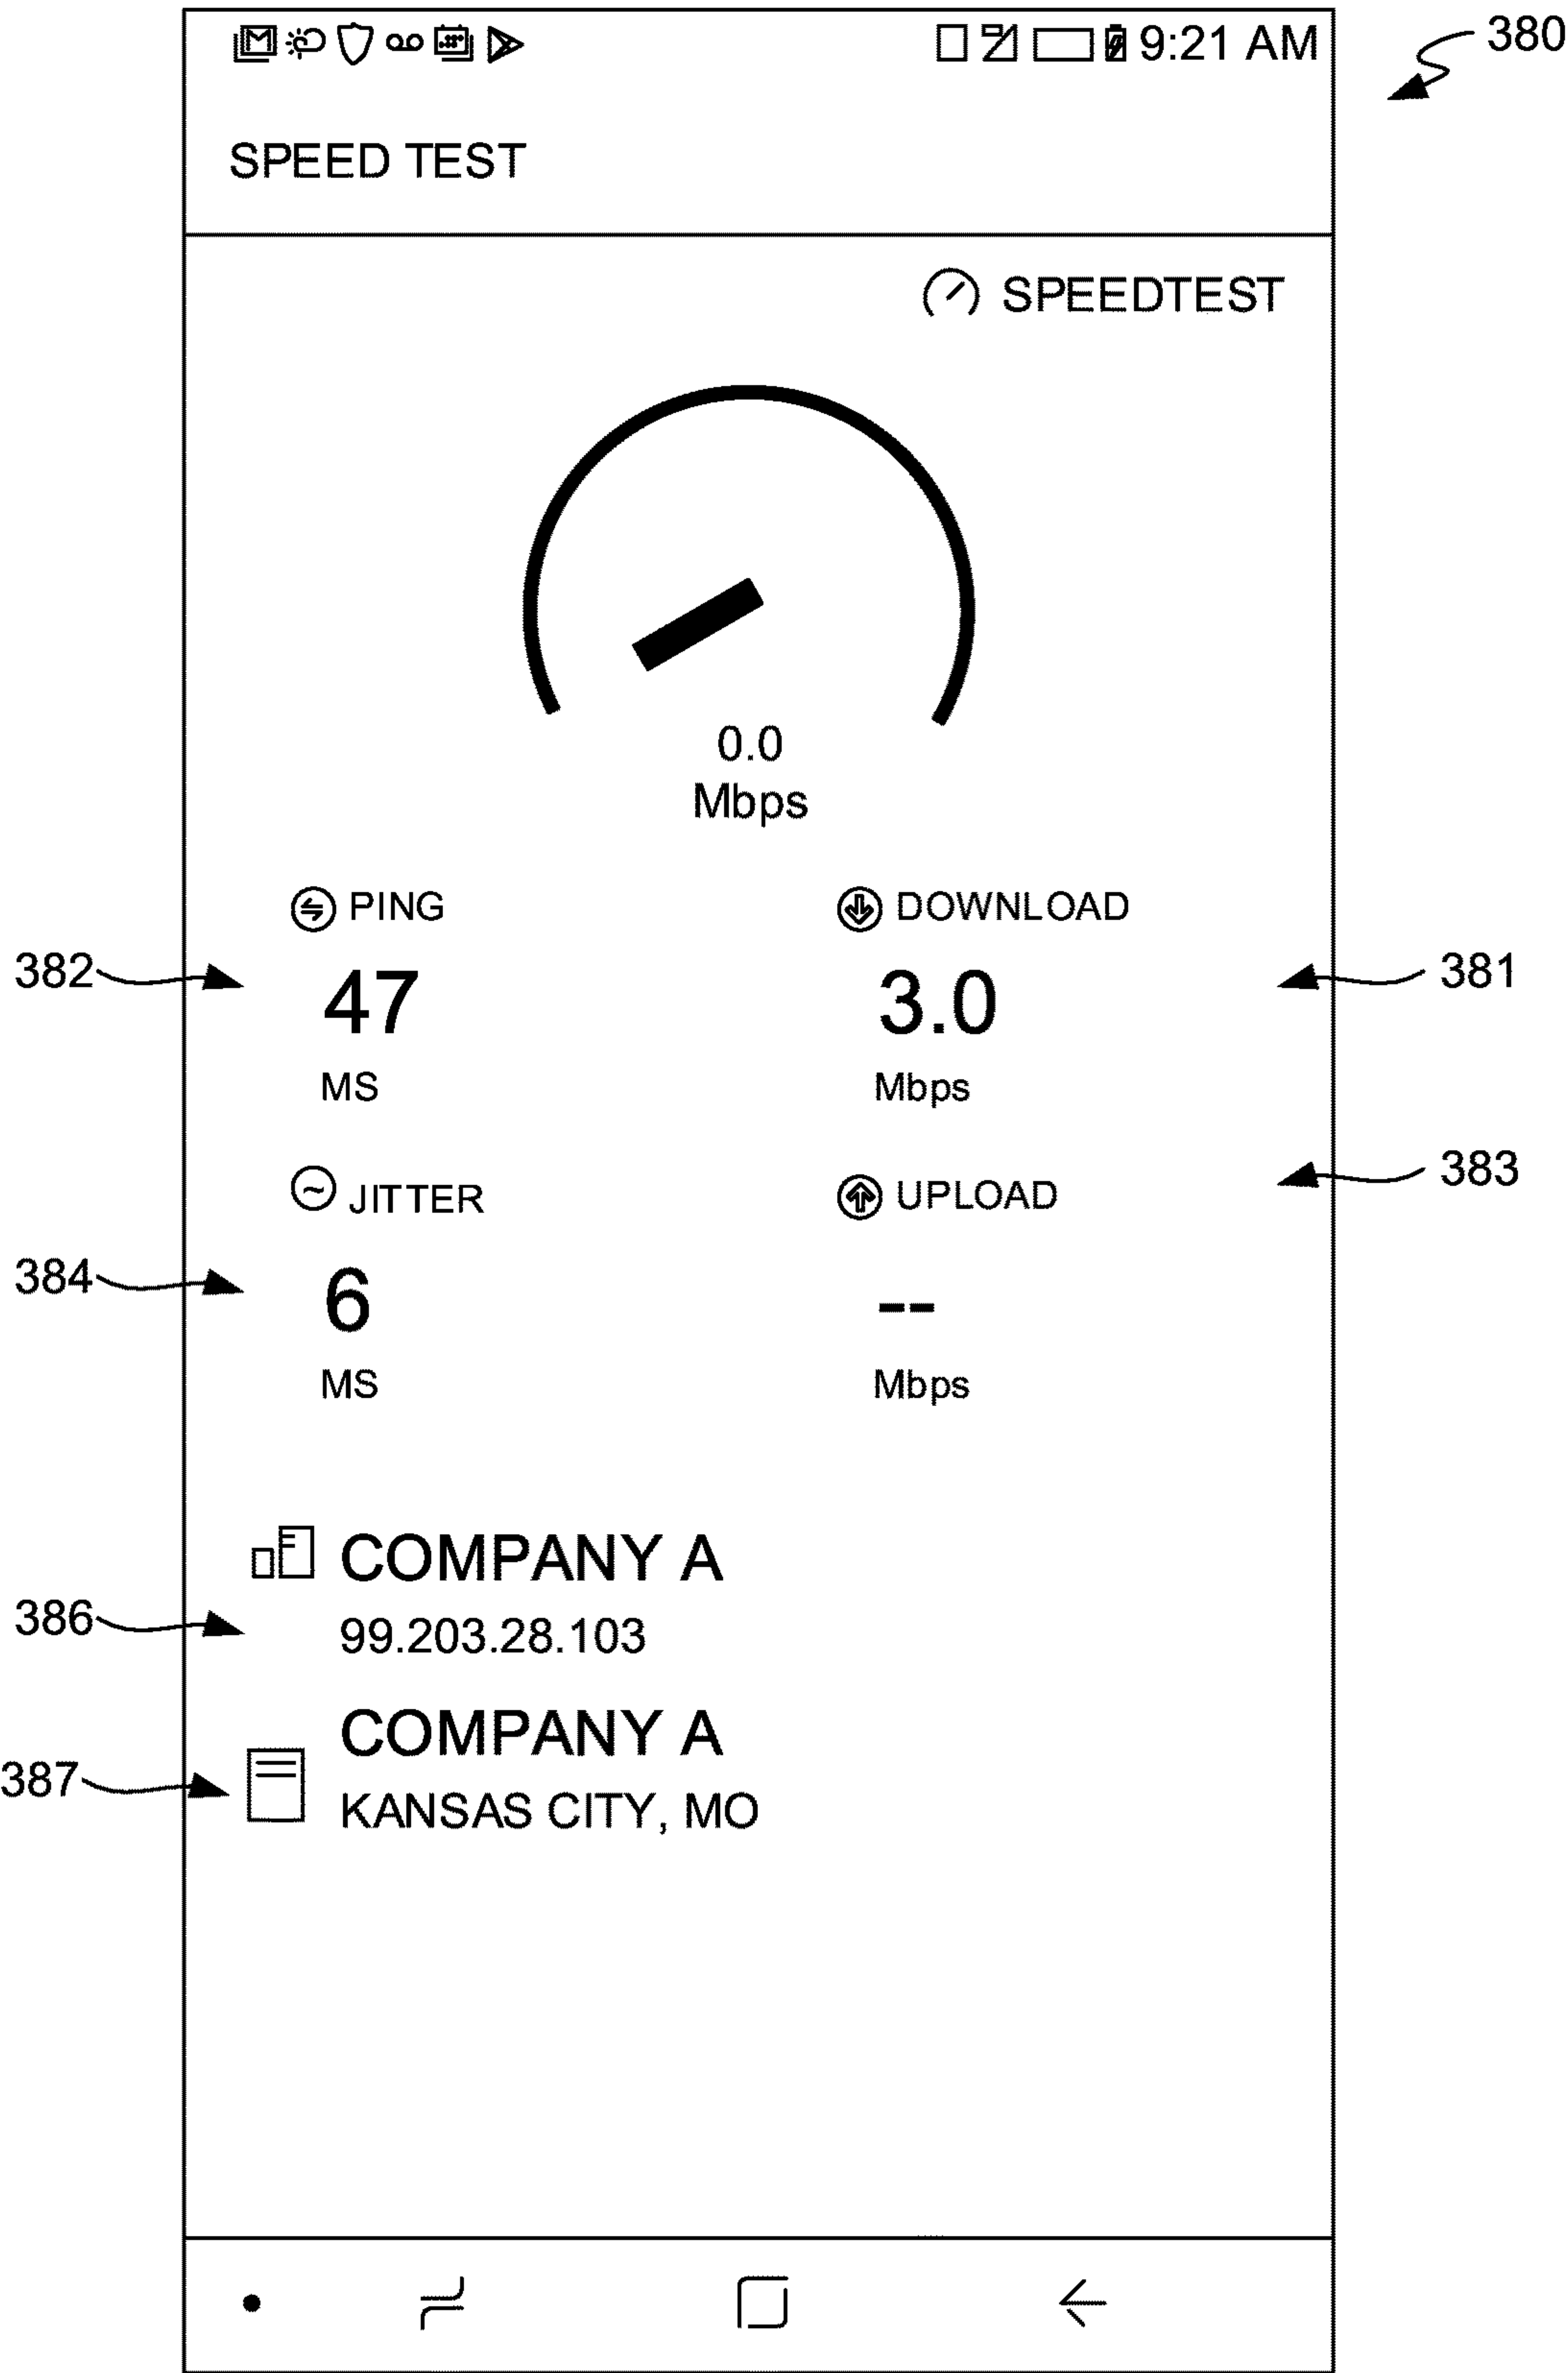 9:21 AM
380
SPEED TEST
SPEEDTEST
0.0
Mbps
PING
DOWNLOAD
382
47
3.0
381
MS
Mbps
JITTER
UPLOAD
383
384
6
--
MS
Mbps
COMPANY A
386
99.203.28.103
COMPANY A
387
KANSAS CITY, MO